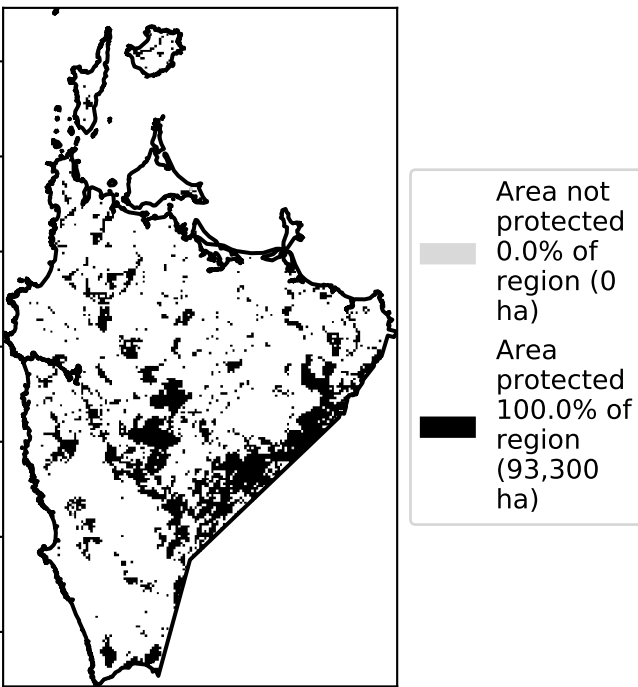 Area not
protected
0.0% of
region (0
ha)
Area
protected
100.0% of
region
(93,300
ha)